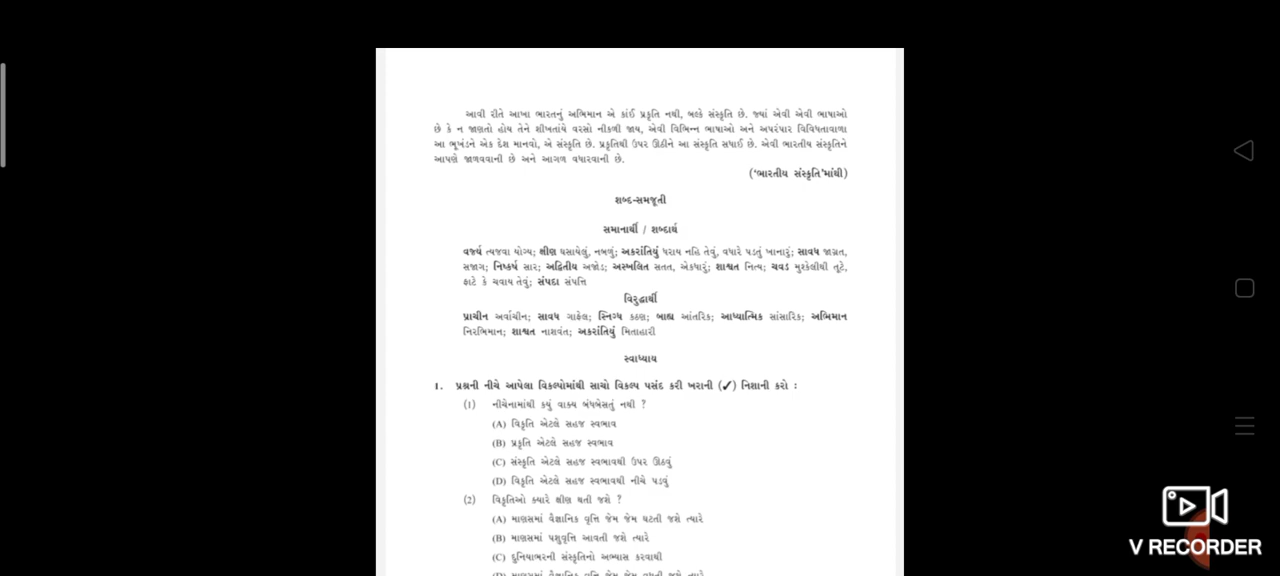 આવી રીતે આખા ભારતનું અભિમાન એ કાંઈ પ્રકૃતિ નથી, બલ્કે સંસ્કૃતિ છે. જ્યાં એવી એવી ભાષાઓ
છે કે ન જાણતો હોય તેને શીખતાંયે વરસો નીકળી જાય, એવી વિભિન્ન ભાષાઓ અને અપરંપાર વિવિધતાવાળા
આ ભૂખંડને એક દેશ માનવો, એ સંસ્કૃતિ છે. પ્રકૃતિથી ઉપર ઊઠીને આ સંસ્કૃતિ સધાઈ છે. એવી ભારતીય સંસ્કૃતિને
આપણે જાળવવાની છે અને આગળ વધારવાની છે.
('ભારતીય સંસ્કૃતિ'માંથી)
શબ્દ-સમજૂતી
સમાનાર્થી / શબ્દાર્થ
વર્જ્ય ત્યજવા યોગ્ય; ક્ષીણ ઘસાયેલું, નબળું; અકરાંતિયું ધરાય નહિ તેવું, વધારે પડતું ખાનારું; સાવધ જાગ્રત,
સજાગ; નિષ્કર્ષ સાર; અદ્વિતીય અજોડ; અસ્ખલિત સતત, એકધારું; શાશ્વત નિત્ય; ચવડ મુશ્કેલીથી તૂટે,
ફાટે કે ચવાય તેવું; સંપદા સંપત્તિ
વિરુદ્ધાર્થી
પ્રાચીન અર્વાચીન; સાવધ ગાફેલ; સ્નિગ્ધ કઠણ; બાહ્ય આંતરિક; આધ્યાત્મિક સાંસારિક; અભિમાન
નિરભિમાન; શાશ્વત નાશવંત; અકરાંતિયું મિતાહારી
સ્વાધ્યાય
1. પ્રશ્નની નીચે આપેલા વિકલ્પોમાંથી સાચો વિકલ્પ પસંદ કરી ખરાની (✓) નિશાની કરો :
(1) નીચેનામાંથી કયું વાક્ય બંધબેસતું નથી ?
(A) વિકૃતિ એટલે સહજ સ્વભાવ
(B) પ્રકૃતિ એટલે સહજ સ્વભાવ
(C) સંસ્કૃતિ એટલે સહજ સ્વભાવથી ઉપર ઊઠવું
(D) વિકૃતિ એટલે સહજ સ્વભાવથી નીચે પડવું
(2) વિકૃતિઓ ક્યારે ક્ષીણ થતી જશે ?
(A) માણસમાં વૈજ્ઞાનિક વૃત્તિ જેમ જેમ ઘટતી જશે ત્યારે
(B) માણસમાં પશુવૃત્તિ આવતી જશે ત્યારે
(C) દુનિયાભરની સંસ્કૃતિનો અભ્યાસ કરવાથી
(D) માણસમાં વૈજ્ઞાનિક વૃત્તિ જેમ જેમ વધતી જશે ત્યારે
V RECORDER